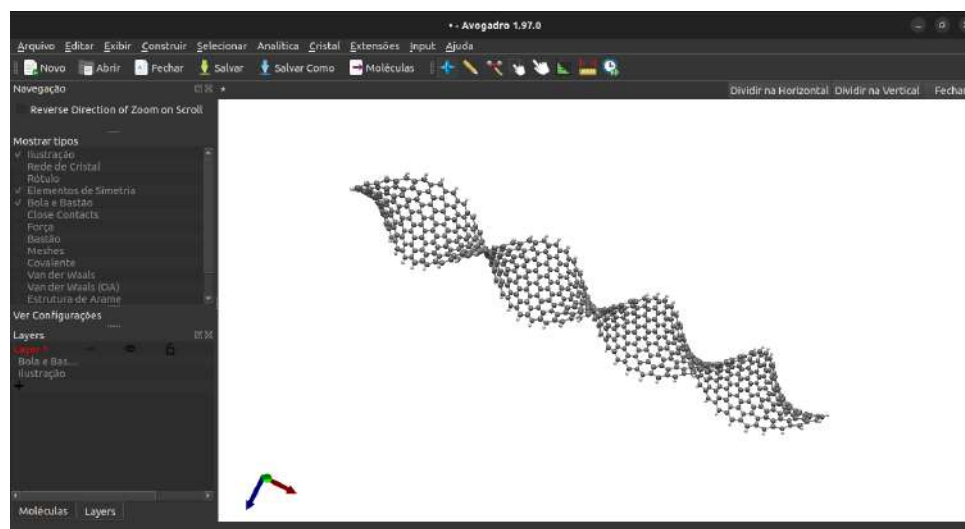 • - Avogadro 1.97.0
Arquivo Editar Exibir Construir Selecionar Analítica Cristal Extensões Input Ajuda
Novo Abrir Fechar Salvar Salvar Como Moléculas
Navegação
Dividir na Horizontal Dividir na Vertical Fechar
Reverse Direction of Zoom on Scroll
Mostrar tipos
Ilustração
Rede de Cristal
Rótulo
Elementos de Simetria
Bola e Bastão
Close Contacts
Força
Bastão
Meshes
Covalente
Van der Waals
Van der Waals (OA)
Estrutura de Arame
Ver Configurações
Layers
Layer 1
Bola e Bas...
Ilustração
Moléculas Layers